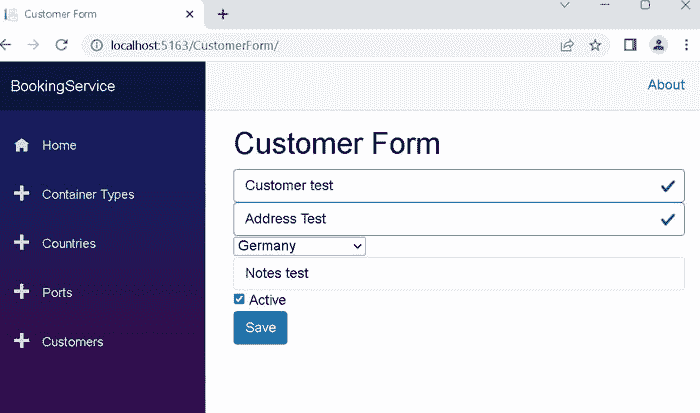 Customer Form
localhost:5163/CustomerForm/
BookingService
About
Home
Container Types
Countries
Ports
Customers
Customer Form
Customer test
Address Test
Germany
Notes test
Active
Save